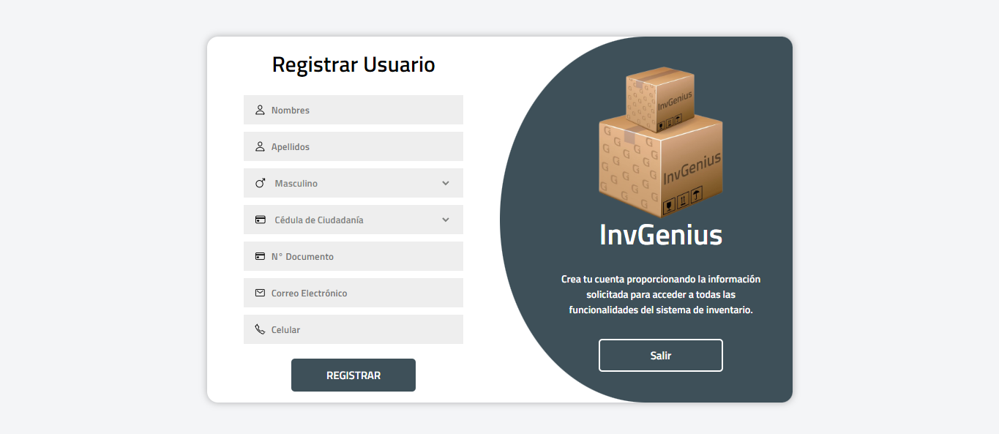 Registrar Usuario
Nombres
Apellidos
Masculino
Cédula de Ciudadanía
N° Documento
Correo Electrónico
Celular
REGISTRAR
InvGenius
InvGenius
InvGenius
Crea tu cuenta proporcionando la información
solicitada para acceder a todas las
funcionalidades del sistema de inventario.
Salir